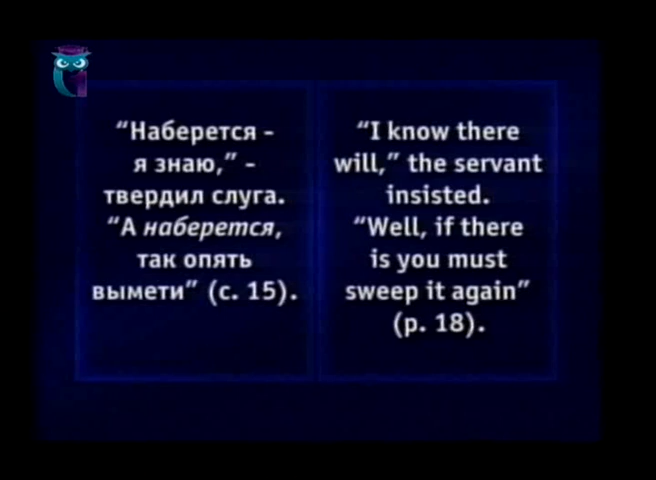 “Наберется -
я знаю,” -
твердил слуга.
“А наберется,
так опять
вымети” (с. 15).
“I know there
will,” the servant
insisted.
“Well, if there
is you must
sweep it again”
(p. 18).